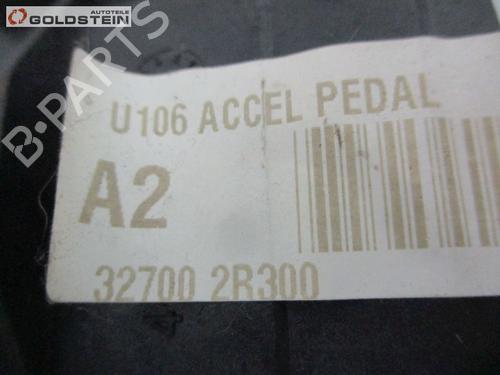 Autoteile
GOLDSTEIN
B-PARTS
U106 ACCEL PEDAL
A2
32700 2R300